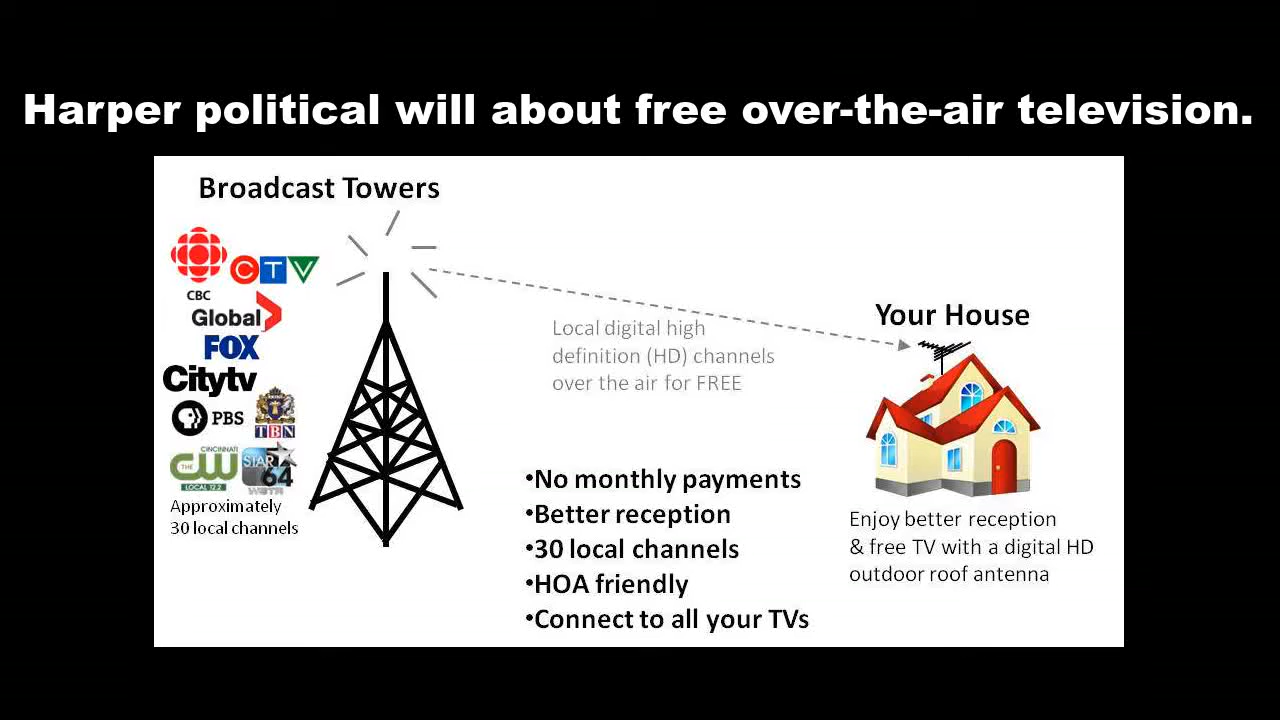 Harper political will about free over-the-air television.
Broadcast Towers
CTV
CBC
Global
FOX
Citytv
PBS
TBN
CINCINNATI
THE CW
LOCAL 12.2
STAR
64
WSTR
Approximately
30 local channels
Local digital high
definition (HD) channels
over the air for FREE
•No monthly payments
•Better reception
•30 local channels
•HOA friendly
•Connect to all your TVs
Your House
Enjoy better reception
& free TV with a digital HD
outdoor roof antenna